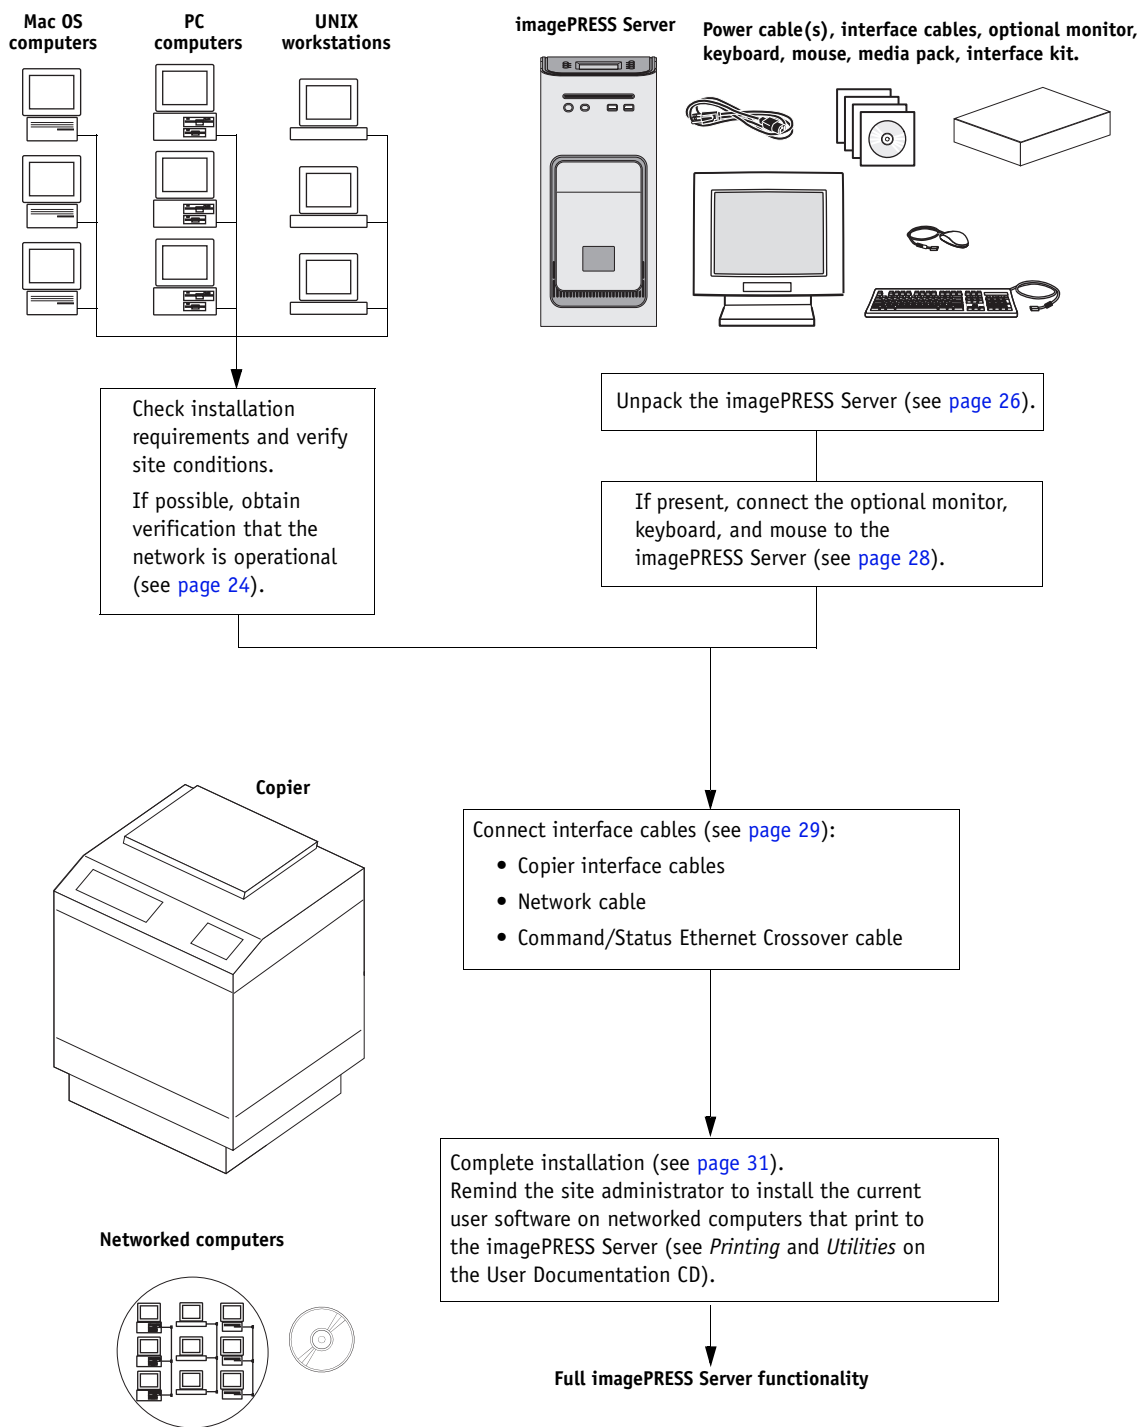 Mac OS
computers
PC
computers
UNIX
workstations
imagePRESS Server
Power cable(s), interface cables, optional monitor,
keyboard, mouse, media pack, interface kit.
Check installation
requirements and verify
site conditions.
If possible, obtain
verification that the
network is operational
(see page 24).
Unpack the imagePRESS Server (see page 26).
If present, connect the optional monitor,
keyboard, and mouse to the
imagePRESS Server (see page 28).
Copier
Connect interface cables (see page 29):
• Copier interface cables
• Network cable
• Command/Status Ethernet Crossover cable
Complete installation (see page 31).
Remind the site administrator to install the current
user software on networked computers that print to
the imagePRESS Server (see Printing and Utilities on
the User Documentation CD).
Networked computers
Full imagePRESS Server functionality